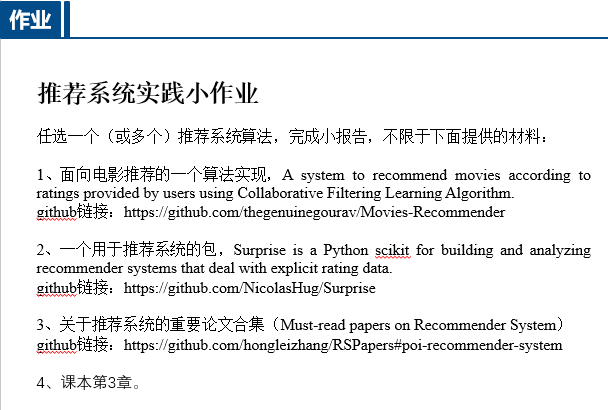 作业
推荐系统实践小作业
任选一个（或多个）推荐系统算法，完成小报告，不限于下面提供的材料：
1、面向电影推荐的一个算法实现，A system to recommend movies according to
ratings provided by users using Collaborative Filtering Learning Algorithm.
github链接：https://github.com/thegenuinegourav/Movies-Recommender
2、一个用于推荐系统的包，Surprise is a Python scikit for building and analyzing
recommender systems that deal with explicit rating data.
github链接：https://github.com/NicolasHug/Surprise
3、关于推荐系统的重要论文合集（Must-read papers on Recommender System）
github链接：https://github.com/hongleizhang/RSPapers#poi-recommender-system
4、课本第3章。